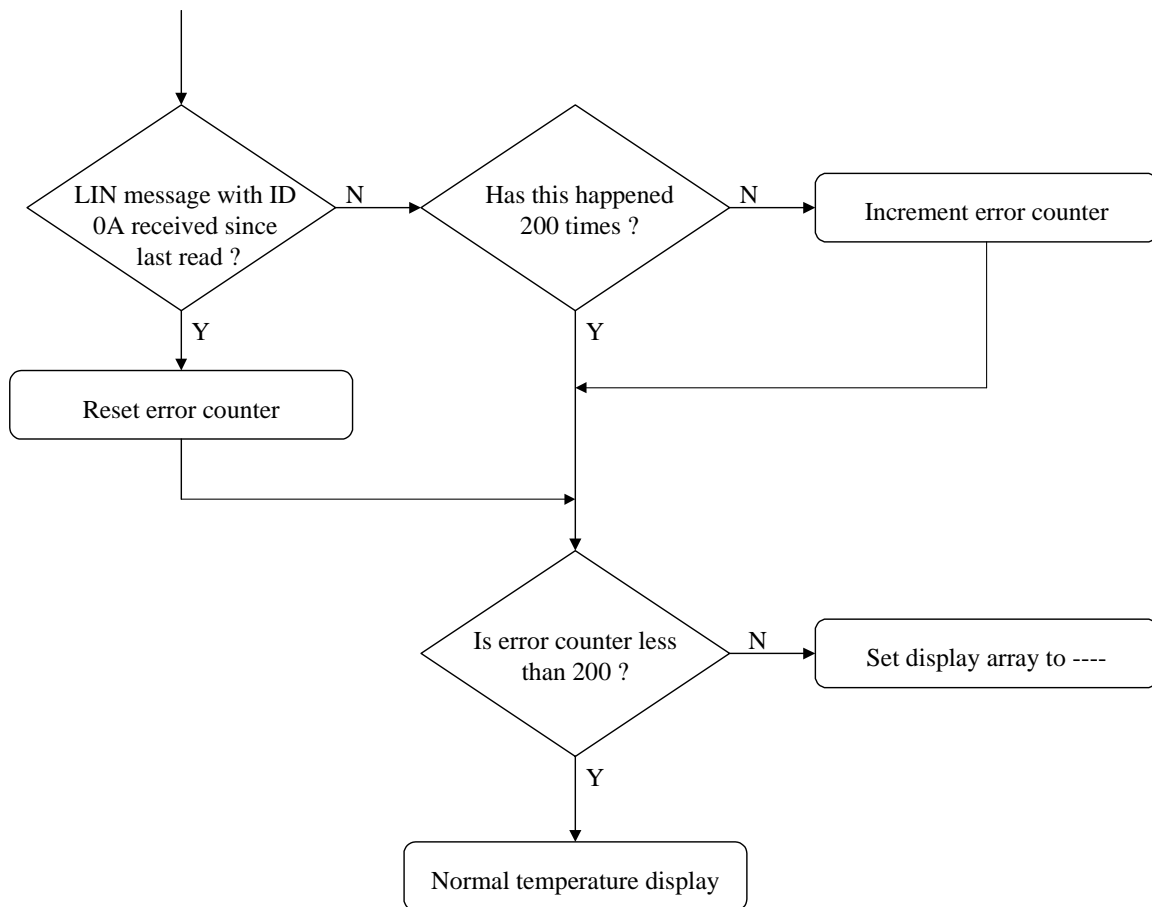 LIN message with ID
0A received since
last read ?
N
Has this happened
200 times ?
N
Increment error counter
Y
Y
Reset error counter
Is error counter less
than 200 ?
N
Set display array to ----
Y
Normal temperature display